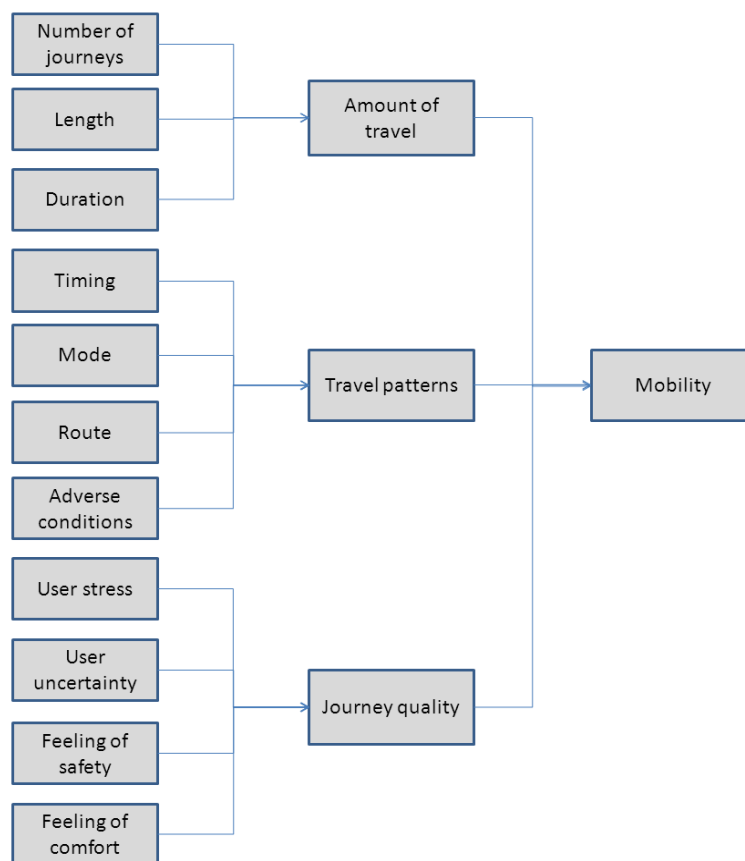 Number of
journeys
Length
Duration
Timing
Mode
Route
Adverse
conditions
User stress
User
uncertainty
Feeling of
safety
Feeling of
comfort
Amount of
travel
Travel patterns
Journey quality
Mobility